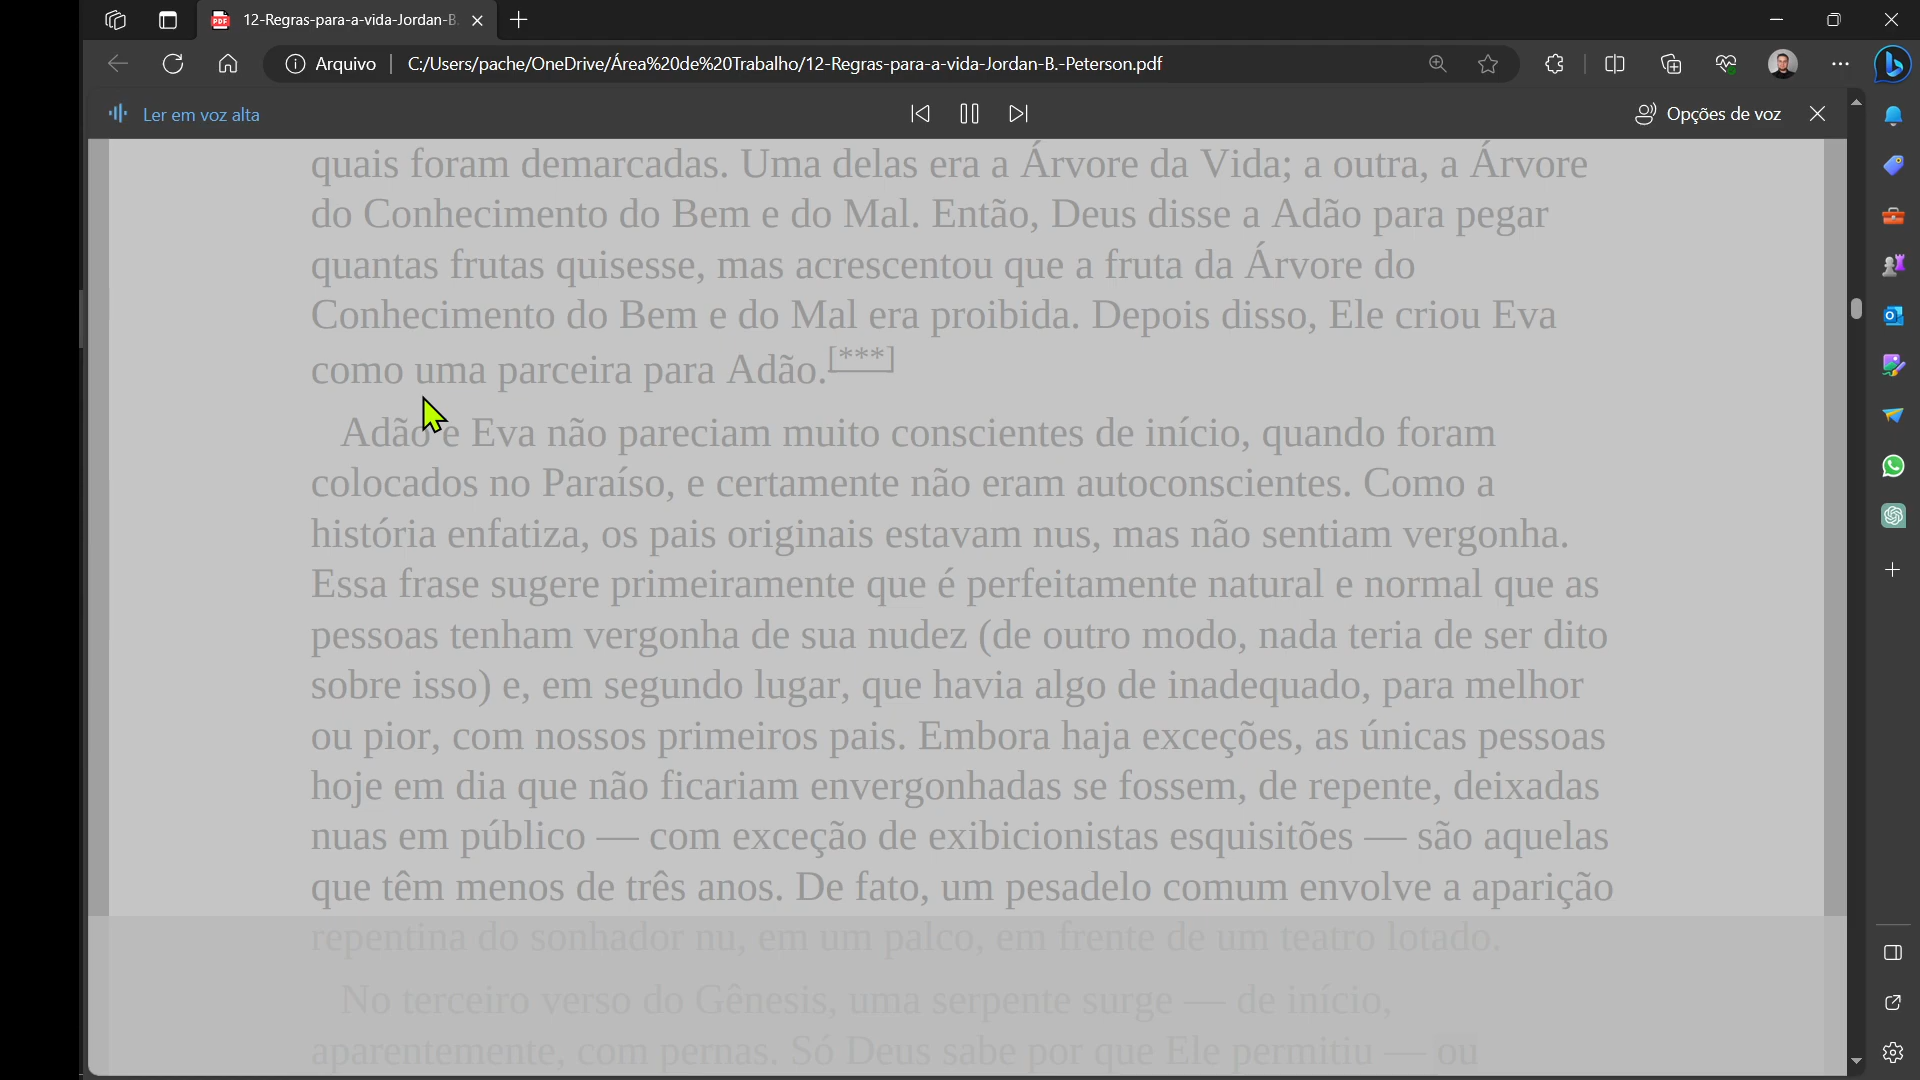 12-Regras-para-a-vida-Jordan-B.
Arquivo
C:/Users/pache/OneDrive/Área%20de%20Trabalho/12-Regras-para-a-vida-Jordan-B.-Peterson.pdf
Ler em voz alta
Opções de voz
quais foram demarcadas. Uma delas era a Árvore da Vida; a outra, a Árvore
do Conhecimento do Bem e do Mal. Então, Deus disse a Adão para pegar
quantas frutas quisesse, mas acrescentou que a fruta da Árvore do
Conhecimento do Bem e do Mal era proibida. Depois disso, Ele criou Eva
como uma parceira para Adão.[***]
Adão e Eva não pareciam muito conscientes de início, quando foram
colocados no Paraíso, e certamente não eram autoconscientes. Como a
história enfatiza, os pais originais estavam nus, mas não sentiam vergonha.
Essa frase sugere primeiramente que é perfeitamente natural e normal que as
pessoas tenham vergonha de sua nudez (de outro modo, nada teria de ser dito
sobre isso) e, em segundo lugar, que havia algo de inadequado, para melhor
ou pior, com nossos primeiros pais. Embora haja exceções, as únicas pessoas
hoje em dia que não ficariam envergonhadas se fossem, de repente, deixadas
nuas em público — com exceção de exibicionistas esquisitões — são aquelas
que têm menos de três anos. De fato, um pesadelo comum envolve a aparição
repentina do sonhador nu, em um palco, em frente de um teatro lotado.
No terceiro verso do Gênesis, uma serpente surge — de início,
aparentemente, com pernas. Só Deus sabe por que Ele permitiu — ou